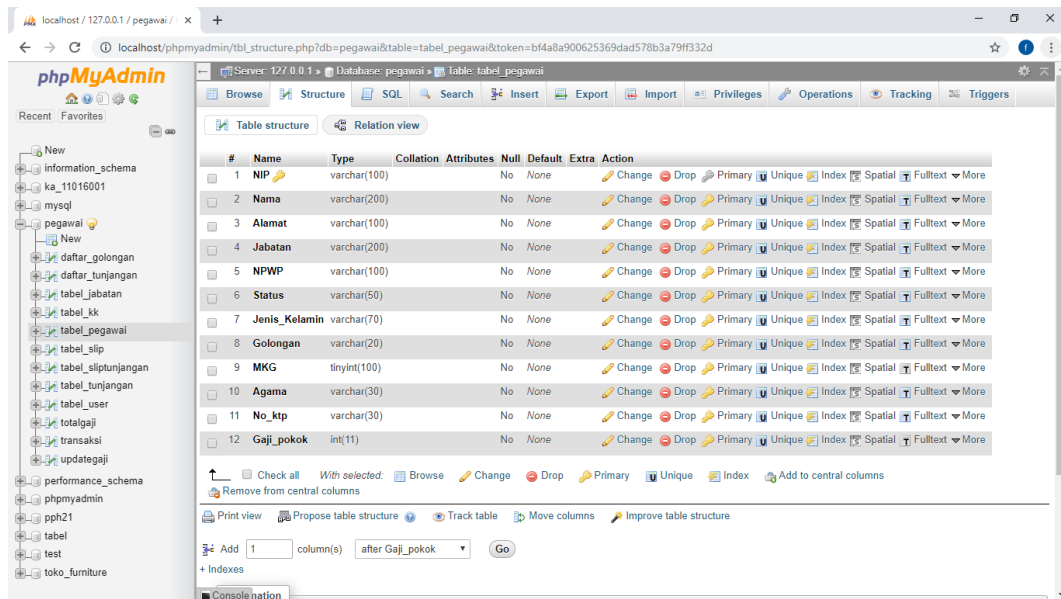 localhost / 127.0.0.1 / pegawai /
localhost/phpmyadmin/tbl_structure.php?db=pegawai&table=tabel_pegawai&token=bf4a8a900625369dad578b3a79ff332d
f
phpMyAdmin
Recent Favorites
New
information_schema
ka_11016001
mysql
pegawai
New
daftar_golongan
daftar_tunjangan
tabel_jabatan
tabel_kk
tabel_pegawai
tabel_slip
tabel_sliptunjangan
tabel_tunjangan
tabel_user
totalgaji
transaksi
updategaji
performance_schema
phpmyadmin
pph21
tabel
test
toko_furniture
Server: 127.0.0.1 » Database: pegawai » Table: tabel_pegawai
Browse Structure SQL Search Insert Export Import Privileges Operations Tracking Triggers
Table structure Relation view
# Name Type Collation Attributes Null Default Extra Action
1 NIP varchar(100) No None Change Drop Primary Unique Index Spatial Fulltext More
2 Nama varchar(200) No None Change Drop Primary Unique Index Spatial Fulltext More
3 Alamat varchar(100) No None Change Drop Primary Unique Index Spatial Fulltext More
4 Jabatan varchar(200) No None Change Drop Primary Unique Index Spatial Fulltext More
5 NPWP varchar(100) No None Change Drop Primary Unique Index Spatial Fulltext More
6 Status varchar(50) No None Change Drop Primary Unique Index Spatial Fulltext More
7 Jenis_Kelamin varchar(70) No None Change Drop Primary Unique Index Spatial Fulltext More
8 Golongan varchar(20) No None Change Drop Primary Unique Index Spatial Fulltext More
9 MKG tinyint(100) No None Change Drop Primary Unique Index Spatial Fulltext More
10 Agama varchar(30) No None Change Drop Primary Unique Index Spatial Fulltext More
11 No_ktp varchar(30) No None Change Drop Primary Unique Index Spatial Fulltext More
12 Gaji_pokok int(11) No None Change Drop Primary Unique Index Spatial Fulltext More
Check all With selected: Browse Change Drop Primary Unique Index Add to central columns
Remove from central columns
Print view Propose table structure Track table Move columns Improve table structure
Add 1 column(s) after Gaji_pokok Go
+ Indexes
Console